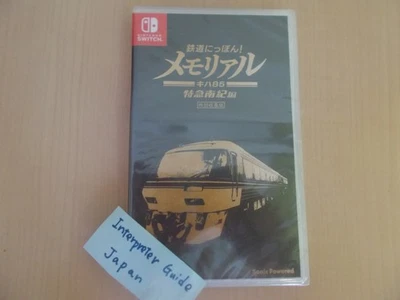 NINTENDO
SWITCH
鉄道にっぽん!
メモリアル
キハ85
特急南紀編
Sonic Powered
Interpreter Guide
Japan